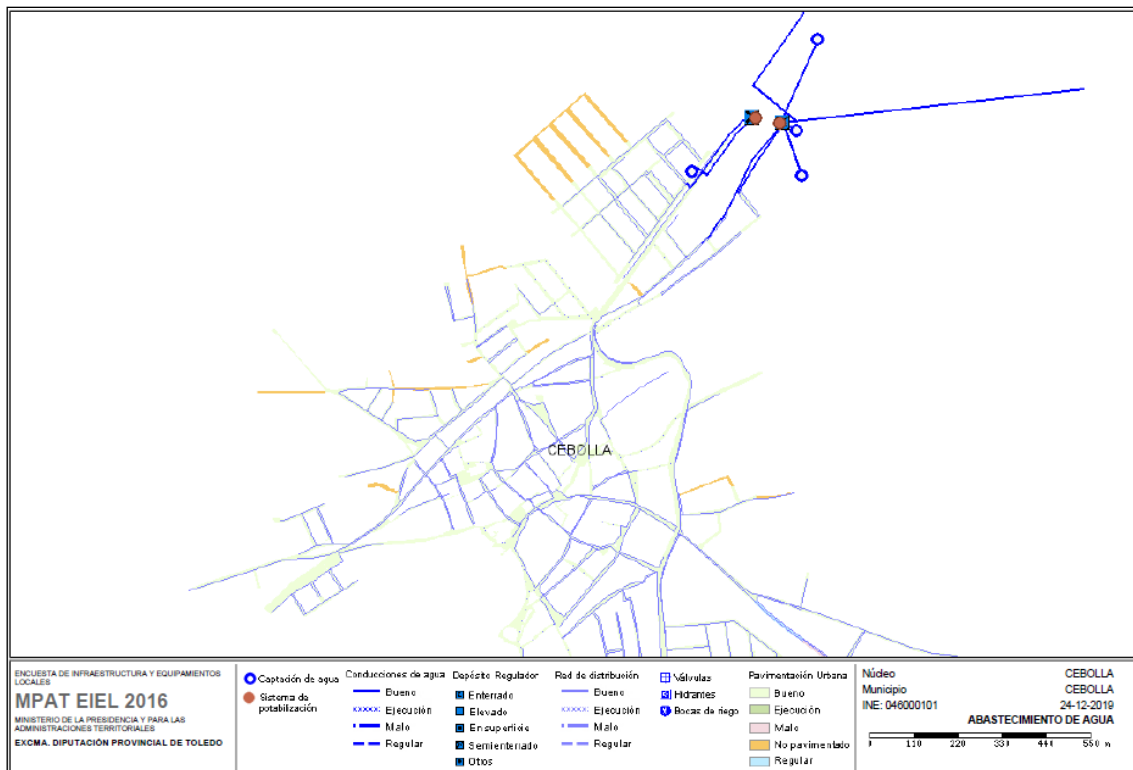 CEBOLLA
ENCUESTA DE INFRAESTRUCTURA Y EQUIPAMIENTOS
LOCALES
MPAT EIEL 2016
MINISTERIO DE LA PRESIDENCIA Y PARA LAS
ADMINISTRACIONES TERRITORIALES
EXCMA. DIPUTACIÓN PROVINCIAL DE TOLEDO
Captación de agua
Sistema de
potabilización
Conducciones de agua
Bueno
Ejecución
Malo
Regular
Depósito Regulador
Enterrado
Elevado
En superficie
Semienterrado
Otros
Red de distribución
Bueno
Ejecución
Malo
Regular
Válvulas
Hidrantes
Bocas de riego
Pavimentación Urbana
Bueno
Ejecución
Malo
No pavimentado
Regular
Núcleo CEBOLLA
Municipio CEBOLLA
INE: 046000101 24-12-2019
ABASTECIMIENTO DE AGUA
0 110 220 330 440 550 m